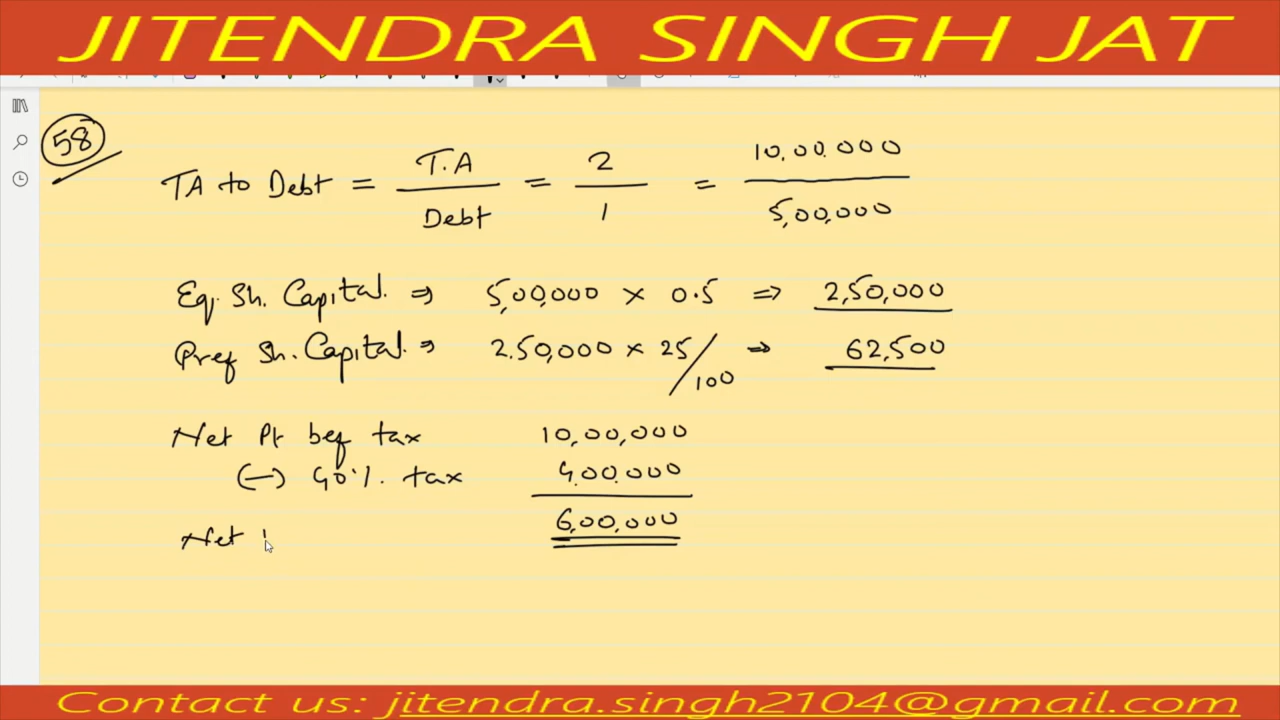 JITENDRA SINGH JAT
58
TA to Debt = T.A / Debt = 2 / 1 = 10,00,000 / 5,00,000
Eq. Sh. Capital. ⇒ 5,00,000 × 0.5 ⇒ 2,50,000
Pref Sh. Capital. ⇒ 2.50,000 × 25/100 ⇒ 62,500
Net Pt bef tax 10,00,000
(-) 40%. tax 4,00,000
6,00,000
Net
Contact us: jitendra.singh2104@gmail.com